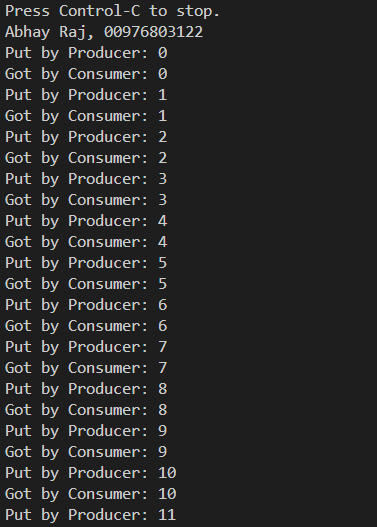 Press Control-C to stop.
Abhay Raj, 00976803122
Put by Producer: 0
Got by Consumer: 0
Put by Producer: 1
Got by Consumer: 1
Put by Producer: 2
Got by Consumer: 2
Put by Producer: 3
Got by Consumer: 3
Put by Producer: 4
Got by Consumer: 4
Put by Producer: 5
Got by Consumer: 5
Put by Producer: 6
Got by Consumer: 6
Put by Producer: 7
Got by Consumer: 7
Put by Producer: 8
Got by Consumer: 8
Put by Producer: 9
Got by Consumer: 9
Put by Producer: 10
Got by Consumer: 10
Put by Producer: 11